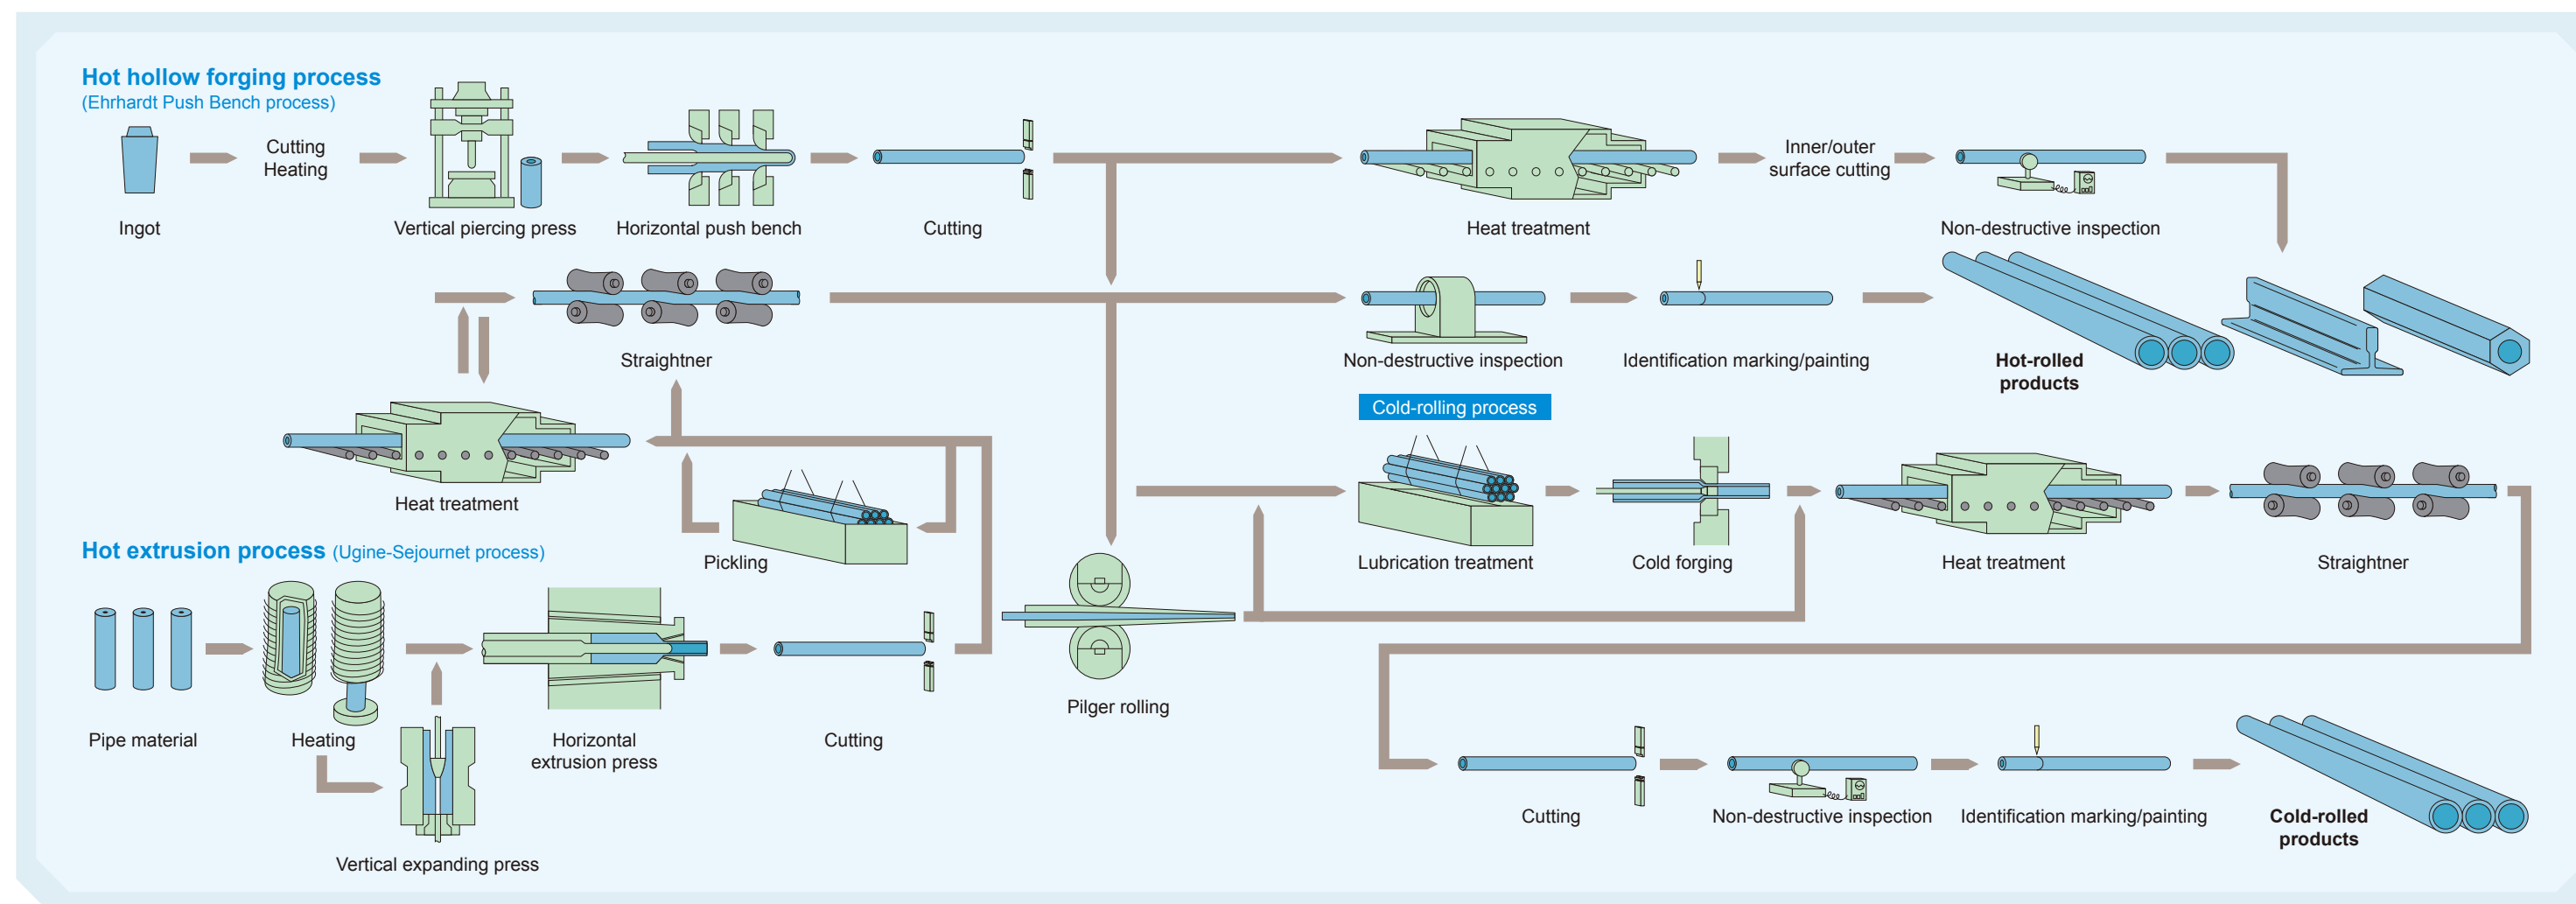 Hot hollow forging process
(Ehrhardt Push Bench process)
Ingot
Cutting
Heating
Vertical piercing press
Horizontal push bench
Cutting
Heat treatment
Inner/outer
surface cutting
Non-destructive inspection
Straightner
Non-destructive inspection
Identification marking/painting
Hot-rolled
products
Heat treatment
Pickling
Cold-rolling process
Lubrication treatment
Cold forging
Heat treatment
Straightner
Hot extrusion process (Ugine-Sejournet process)
Pipe material
Heating
Vertical expanding press
Horizontal
extrusion press
Cutting
Pilger rolling
Cutting
Non-destructive inspection
Identification marking/painting
Cold-rolled
products